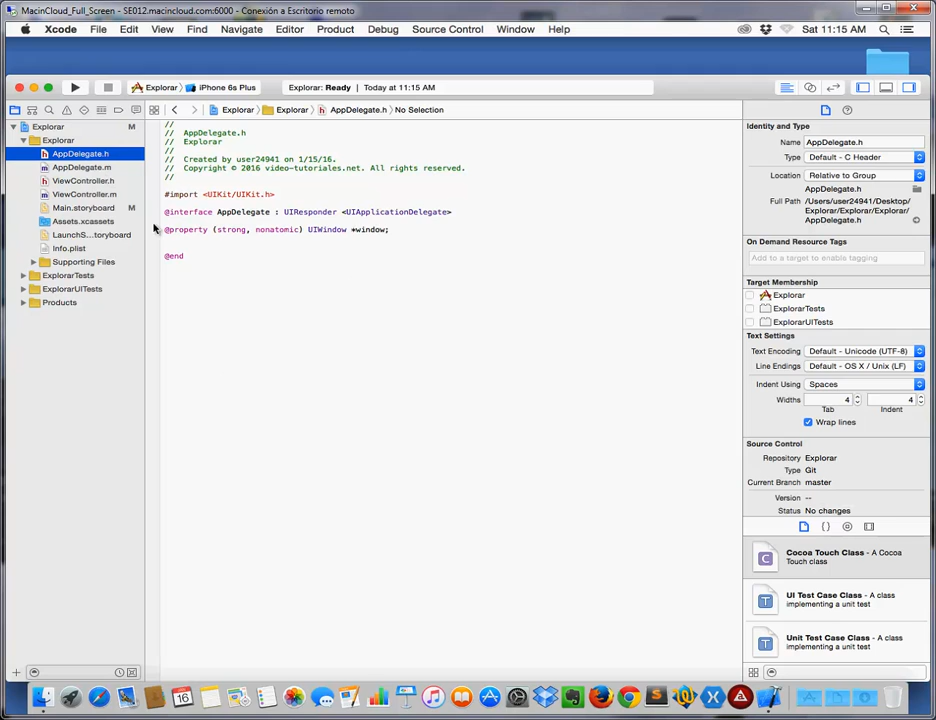 MacinCloud_Full_Screen - SE012.macincloud.com:6000 - Conexión a Escritorio remoto
Xcode File Edit View Find Navigate Editor Product Debug Source Control Window Help Sat 11:15 AM
Explorar iPhone 6s Plus Explorar: Ready | Today at 11:15 AM
Explorar Explorar AppDelegate.h No Selection
Explorar M
Explorar
AppDelegate.h
AppDelegate.m
ViewController.h
ViewController.m
Main.storyboard M
Assets.xcassets
LaunchS...toryboard
Info.plist
Supporting Files
ExplorarTests
ExplorarUITests
Products
//
// AppDelegate.h
// Explorar
//
// Created by user24941 on 1/15/16.
// Copyright © 2016 video-tutoriales.net. All rights reserved.
//
#import <UIKit/UIKit.h>
@interface AppDelegate : UIResponder <UIApplicationDelegate>
@property (strong, nonatomic) UIWindow *window;
@end
Identity and Type
Name AppDelegate.h
Type Default - C Header
Location Relative to Group
AppDelegate.h
Full Path /Users/user24941/Desktop/
Explorar/Explorar/Explorar/
AppDelegate.h
On Demand Resource Tags
Add to a target to enable tagging
Target Membership
Explorar
ExplorarTests
ExplorarUITests
Text Settings
Text Encoding Default - Unicode (UTF-8)
Line Endings Default - OS X / Unix (LF)
Indent Using Spaces
Widths 4 4
Tab Indent
Wrap lines
Source Control
Repository Explorar
Type Git
Current Branch master
Version --
Status No changes
Cocoa Touch Class - A Cocoa
Touch class
UI Test Case Class - A class
implementing a unit test
Unit Test Case Class - A class
implementing a unit test
16